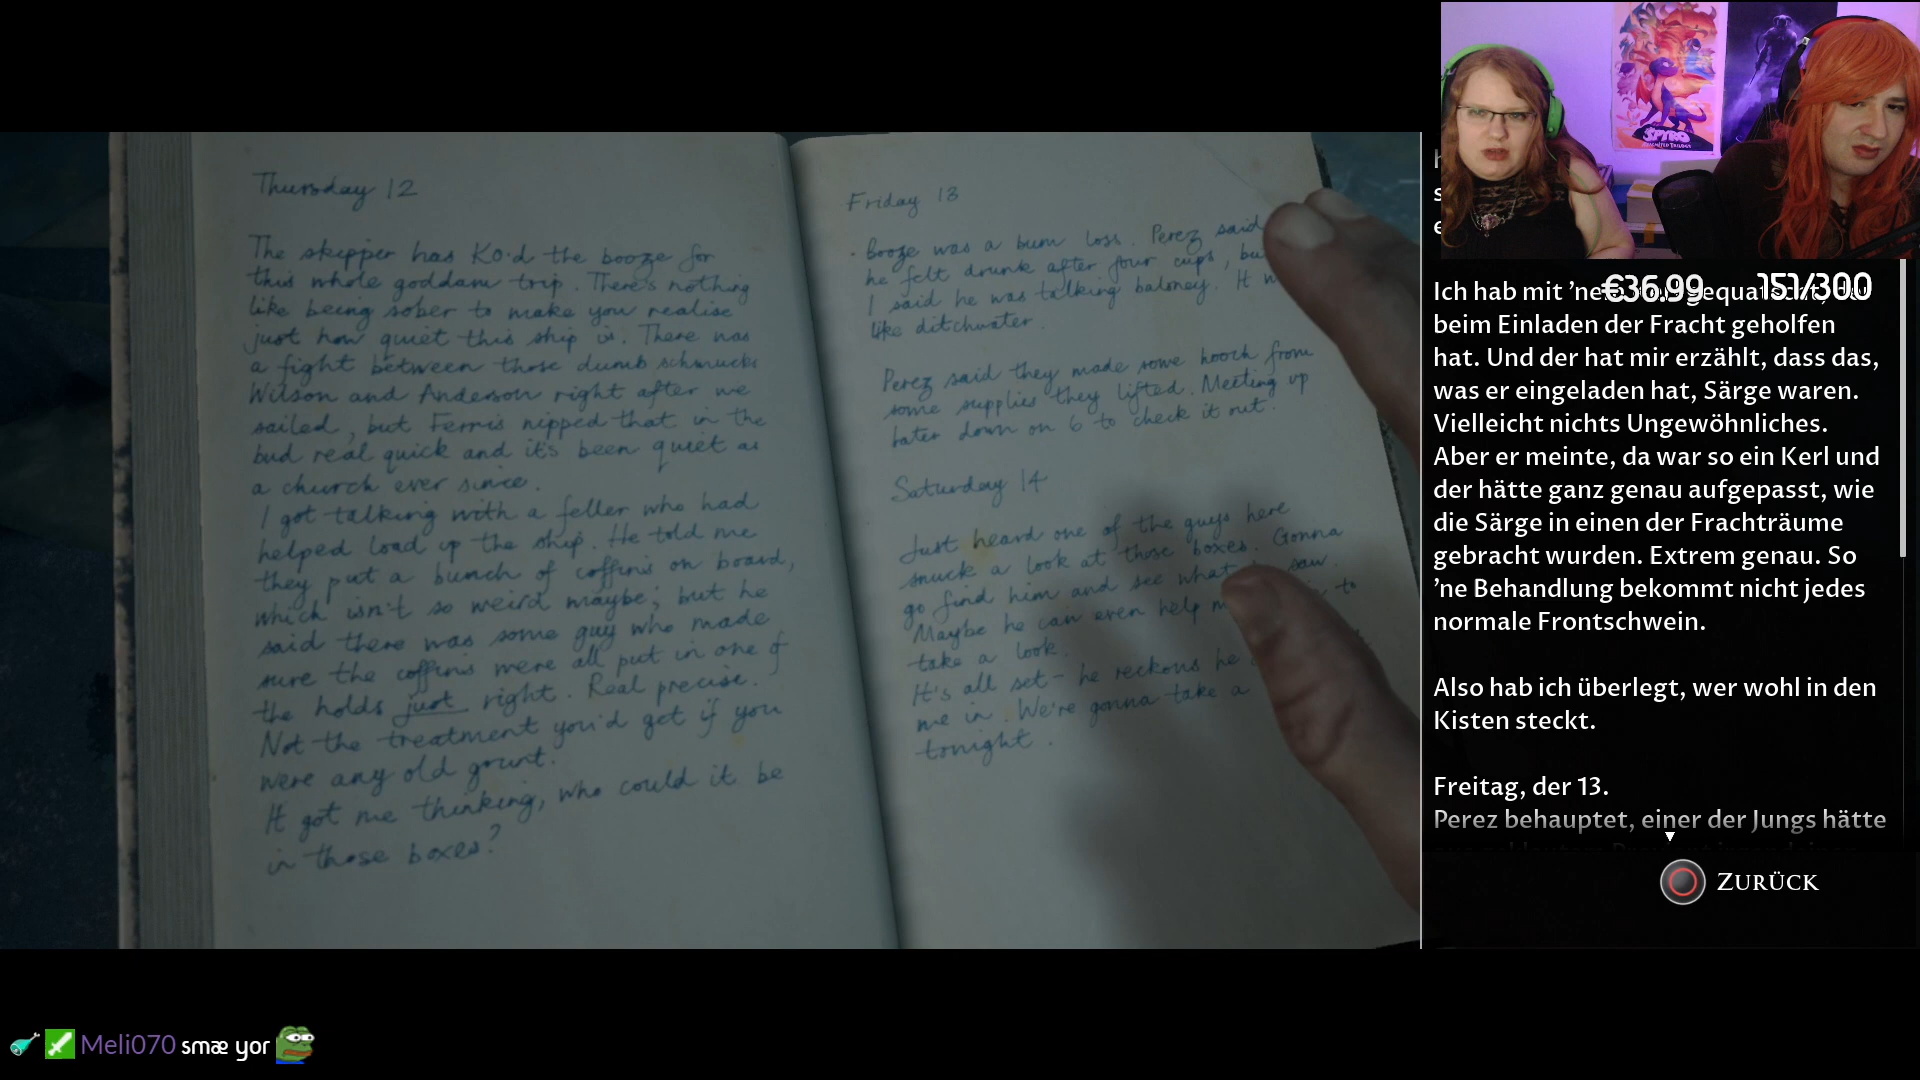 Thursday 12
The skipper has KO'd the booze for
this whole goddam trip. There's nothing
like being sober to make you realise
just how quiet this ship is. There was
a fight between those dumb schmucks
Wilson and Anderson right after we
sailed, but Ferris nipped that in the
bud real quick and it's been quiet as
a church ever since.
I got talking with a feller who had
helped load up the ship. He told me
they put a bunch of coffins on board,
which isn't so weird maybe; but he
said there was some guy who made
sure the coffins were all put in one of
the holds just right. Real precise.
Not the treatment you'd get if you
were any old grunt.
It got me thinking, who could it be
in those boxes?
Friday 13
Booze was a bum loss. Perez said
he felt drunk after four cups, bu
I said he was talking baloney. It w
like ditchwater.
Perez said they made some hooch from
some supplies they lifted. Meeting up
later down on 6 to check it out.
Saturday 14
Just heard one of the guys here
snuck a look at those boxes. Gonna
go find him and see what saw.
Maybe he can even help m to
take a look.
It's all set - he reckons he
me in. We're gonna take a
tonight.
SPYRO
€36.99 151/300
Ich hab mit
beim Einladen der Fracht geholfen
hat. Und der hat mir erzählt, dass das,
was er eingeladen hat, Särge waren.
Vielleicht nichts Ungewöhnliches.
Aber er meinte, da war so ein Kerl und
der hätte ganz genau aufgepasst, wie
die Särge in einen der Frachträume
gebracht wurden. Extrem genau. So
'ne Behandlung bekommt nicht jedes
normale Frontschwein.
Also hab ich überlegt, wer wohl in den
Kisten steckt.
Freitag, der 13.
Perez behauptet, einer der Jungs hätte
ZURÜCK
Meli070 smæ yor